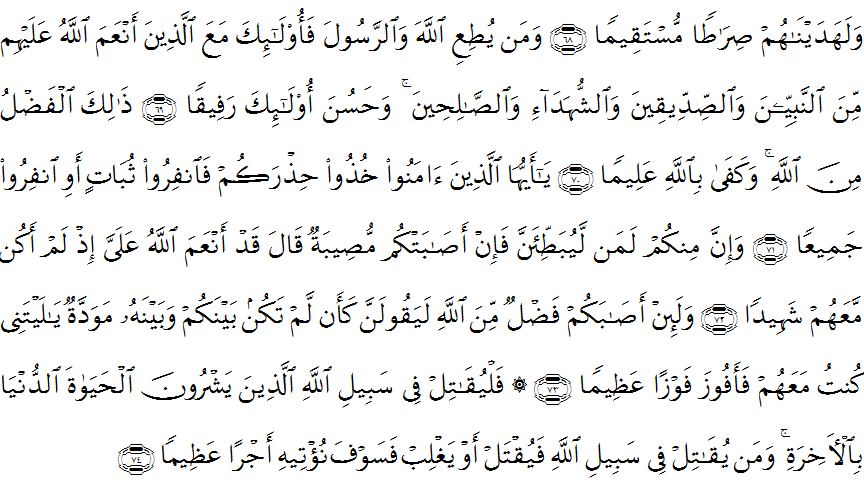 وَلَهَدَيْنَٰهُمْ صِرَٰطًا مُّسْتَقِيمًا ٦٨ وَمَن يُطِعِ ٱللَّهَ وَٱلرَّسُولَ فَأُو۟لَٰٓئِكَ مَعَ ٱلَّذِينَ أَنْعَمَ ٱللَّهُ عَلَيْهِم
مِّنَ ٱلنَّبِيِّـۧنَ وَٱلصِّدِّيقِينَ وَٱلشُّهَدَآءِ وَٱلصَّٰلِحِينَ ۚ وَحَسُنَ أُو۟لَٰٓئِكَ رَفِيقًا ٦٩ ذَٰلِكَ ٱلْفَضْلُ
مِنَ ٱللَّهِ ۚ وَكَفَىٰ بِٱللَّهِ عَلِيمًا ٧٠ يَٰٓأَيُّهَا ٱلَّذِينَ ءَامَنُوا۟ خُذُوا۟ حِذْرَكُمْ فَٱنفِرُوا۟ ثُبَاتٍ أَوِ ٱنفِرُوا۟
جَمِيعًا ٧١ وَإِنَّ مِنكُمْ لَمَن لَّيُبَطِّئَنَّ فَإِنْ أَصَٰبَتْكُم مُّصِيبَةٌ قَالَ قَدْ أَنْعَمَ ٱللَّهُ عَلَىَّ إِذْ لَمْ أَكُن
مَّعَهُمْ شَهِيدًا ٧٢ وَلَئِنْ أَصَٰبَكُمْ فَضْلٌ مِّنَ ٱللَّهِ لَيَقُولَنَّ كَأَن لَّمْ تَكُنۢ بَيْنَكُمْ وَبَيْنَهُۥ مَوَدَّةٌ يَٰلَيْتَنِى
كُنتُ مَعَهُمْ فَأَفُوزَ فَوْزًا عَظِيمًا ٧٣ ۞ فَلْيُقَٰتِلْ فِى سَبِيلِ ٱللَّهِ ٱلَّذِينَ يَشْرُونَ ٱلْحَيَوٰةَ ٱلدُّنْيَا
بِٱلْأَخِرَةِ ۚ وَمَن يُقَٰتِلْ فِى سَبِيلِ ٱللَّهِ فَيُقْتَلْ أَوْ يَغْلِبْ فَسَوْفَ نُؤْتِيهِ أَجْرًا عَظِيمًا ٧٤